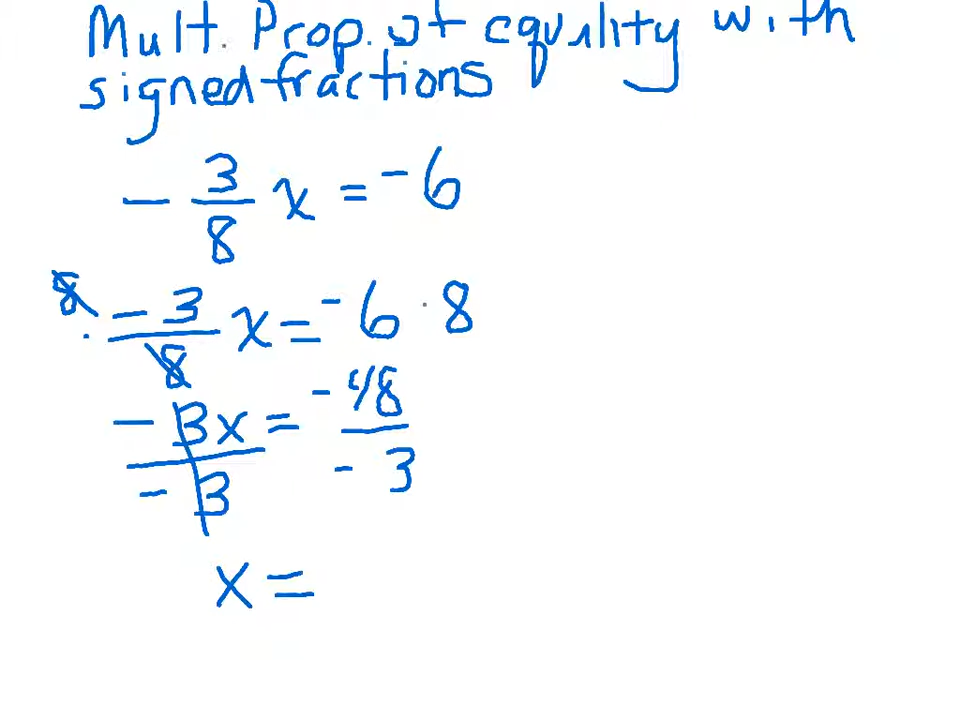 Mult. Prop. of equality with
signed fractions
- 3/8 x = -6
8 · -3/8 x = -6 · 8
-3x/-3 = -48/-3
x =